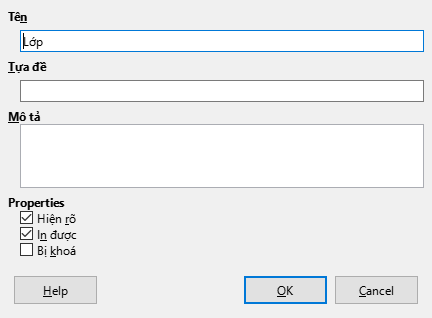 Tên
Lớp
Tựa đề
Mô tả
Properties
Hiện rõ
In được
Bị khoá
Help
OK
Cancel